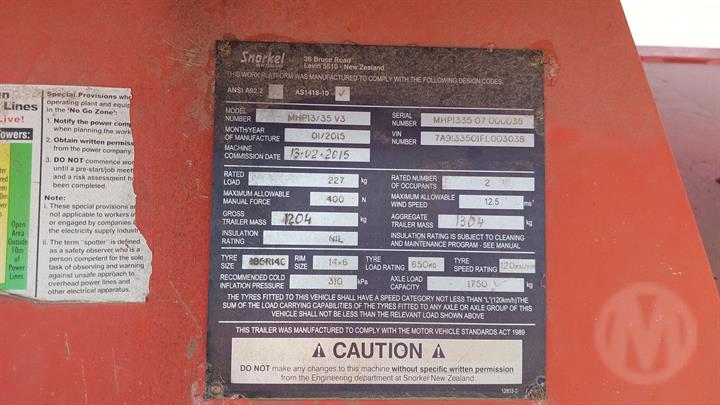 n
Lines
Live!
owers:
Open
Area
Outside
10m
of
Power
Lines
Special Provisions whe
operating plant and equip
in the 'No Go Zone':
1. Notify the power comp
when planning the work
2. Obtain written permiss
from the power company.
3. DO NOT commence wor
until a pre-start/job meet
and a risk assessment ha
been completed.
Note:
i. These special provisions ar
not applicable to workers
or engaged by companies i
the electricity supply industry
ii. The term "spotter" is defined
as a safety observer who is a
person competent for the sole
task of observing and warning
against unsafe approach to
overhead power lines and
other electrical apparatus.
Snorkel
NEW ZEALAND
36 Bruce Road
Levin 5510 - New Zealand
THIS WORK PLATFORM WAS MANUFACTURED TO COMPLY WITH THE FOLLOWING DESIGN CODES.
ANSI A92.2 AS1418-10 ✓
MODEL NUMBER MHP13/35 V3
SERIAL NUMBER MHP1335 07 000038
MONTH/YEAR OF MANUFACTURE 01/2015
VIN NUMBER 7A9133501FL003038
MACHINE COMMISSION DATE 13-02-2015
RATED LOAD 227 kg
RATED NUMBER OF OCCUPANTS 2
MAXIMUM ALLOWABLE MANUAL FORCE 400 N
MAXIMUM ALLOWABLE WIND SPEED 12.5 ms⁻¹
GROSS TRAILER MASS 1204 kg
AGGREGATE TRAILER MASS 1304 kg
INSULATION RATING NIL
INSULATION RATING IS SUBJECT TO CLEANING
AND MAINTENANCE PROGRAM - SEE MANUAL
TYRE SIZE 195R14C RIM SIZE 14x6 TYRE LOAD RATING 850KG TYRE SPEED RATING
RECOMMENDED COLD INFLATION PRESSURE 310 kPa
AXLE LOAD CAPACITY 1750
THE TYRES FITTED TO THIS VEHICLE SHALL HAVE A SPEED CATEGORY NOT LESS THAN "L"(120km/h)THE
SUM OF THE LOAD CARRYING CAPABILITIES OF THE TYRES FITTED TO ANY AXLE OR AXLE GROUP OF THIS
VEHICLE SHALL NOT BE LESS THAN THE RELEVANT LOAD SHOWN ABOVE
THIS TRAILER WAS MANUFACTURED TO COMPLY WITH THE MOTOR VEHICLE STANDARDS ACT 1989
⚠ CAUTION ⚠
DO NOT make any changes to this machine without specific written permission
from the Engineering department at Snorkel New Zealand.
M